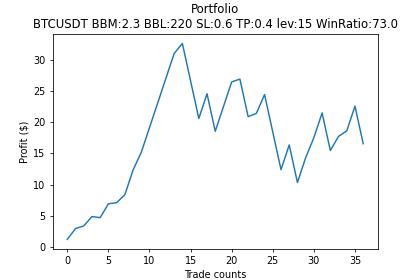 Portfolio
BTCUSDT BBM:2.3 BBL:220 SL:0.6 TP:0.4 lev:15 WinRatio:73.0
30
25
20
15
10
5
0
Profit ($)
0 5 10 15 20 25 30 35
Trade counts